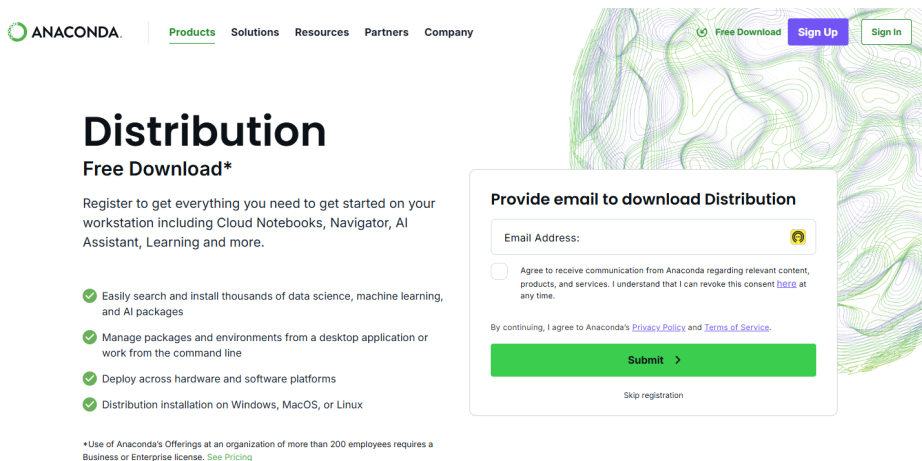 ANACONDA.
Products Solutions Resources Partners Company
Free Download
Sign Up
Sign In
Distribution
Free Download*
Register to get everything you need to get started on your
workstation including Cloud Notebooks, Navigator, AI
Assistant, Learning and more.
Easily search and install thousands of data science, machine learning,
and AI packages
Manage packages and environments from a desktop application or
work from the command line
Deploy across hardware and software platforms
Distribution installation on Windows, MacOS, or Linux
*Use of Anaconda's Offerings at an organization of more than 200 employees requires a
Business or Enterprise license. See Pricing
Provide email to download Distribution
Email Address:
Agree to receive communication from Anaconda regarding relevant content,
products, and services. I understand that I can revoke this consent here at
any time.
By continuing, I agree to Anaconda's Privacy Policy and Terms of Service.
Submit
Skip registration